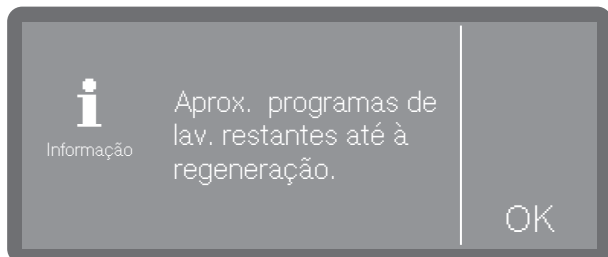 Informação
Aprox. programas de
lav. restantes até à
regeneração.
OK